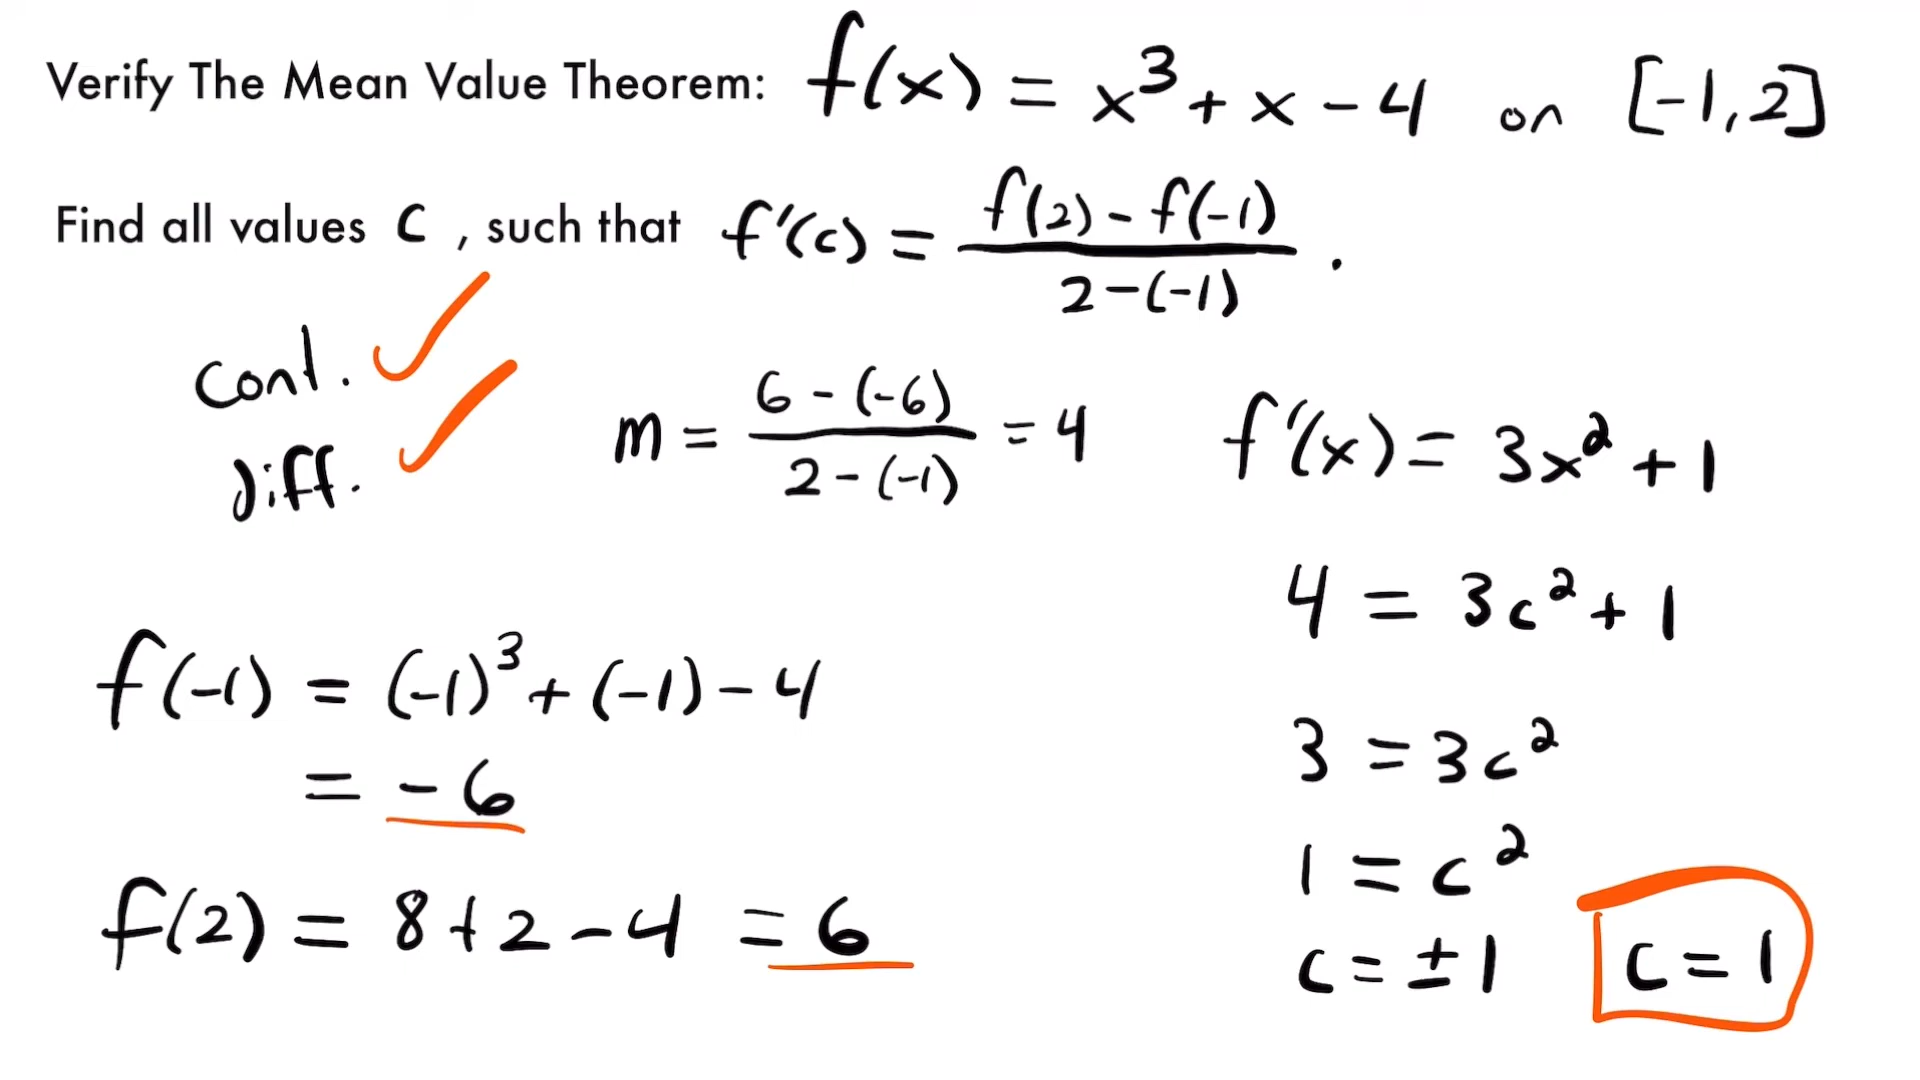 Verify The Mean Value Theorem: f(x) = x³ + x - 4 on [-1, 2]
Find all values c , such that f'(c) = (f(2) - f(-1)) / (2 - (-1)) .
cont. ✓
diff. ✓
m = (6 - (-6)) / (2 - (-1)) = 4
f'(x) = 3x² + 1
4 = 3c² + 1
3 = 3c²
1 = c²
c = ±1
c = 1
f(-1) = (-1)³ + (-1) - 4
= -6
f(2) = 8 + 2 - 4 = 6